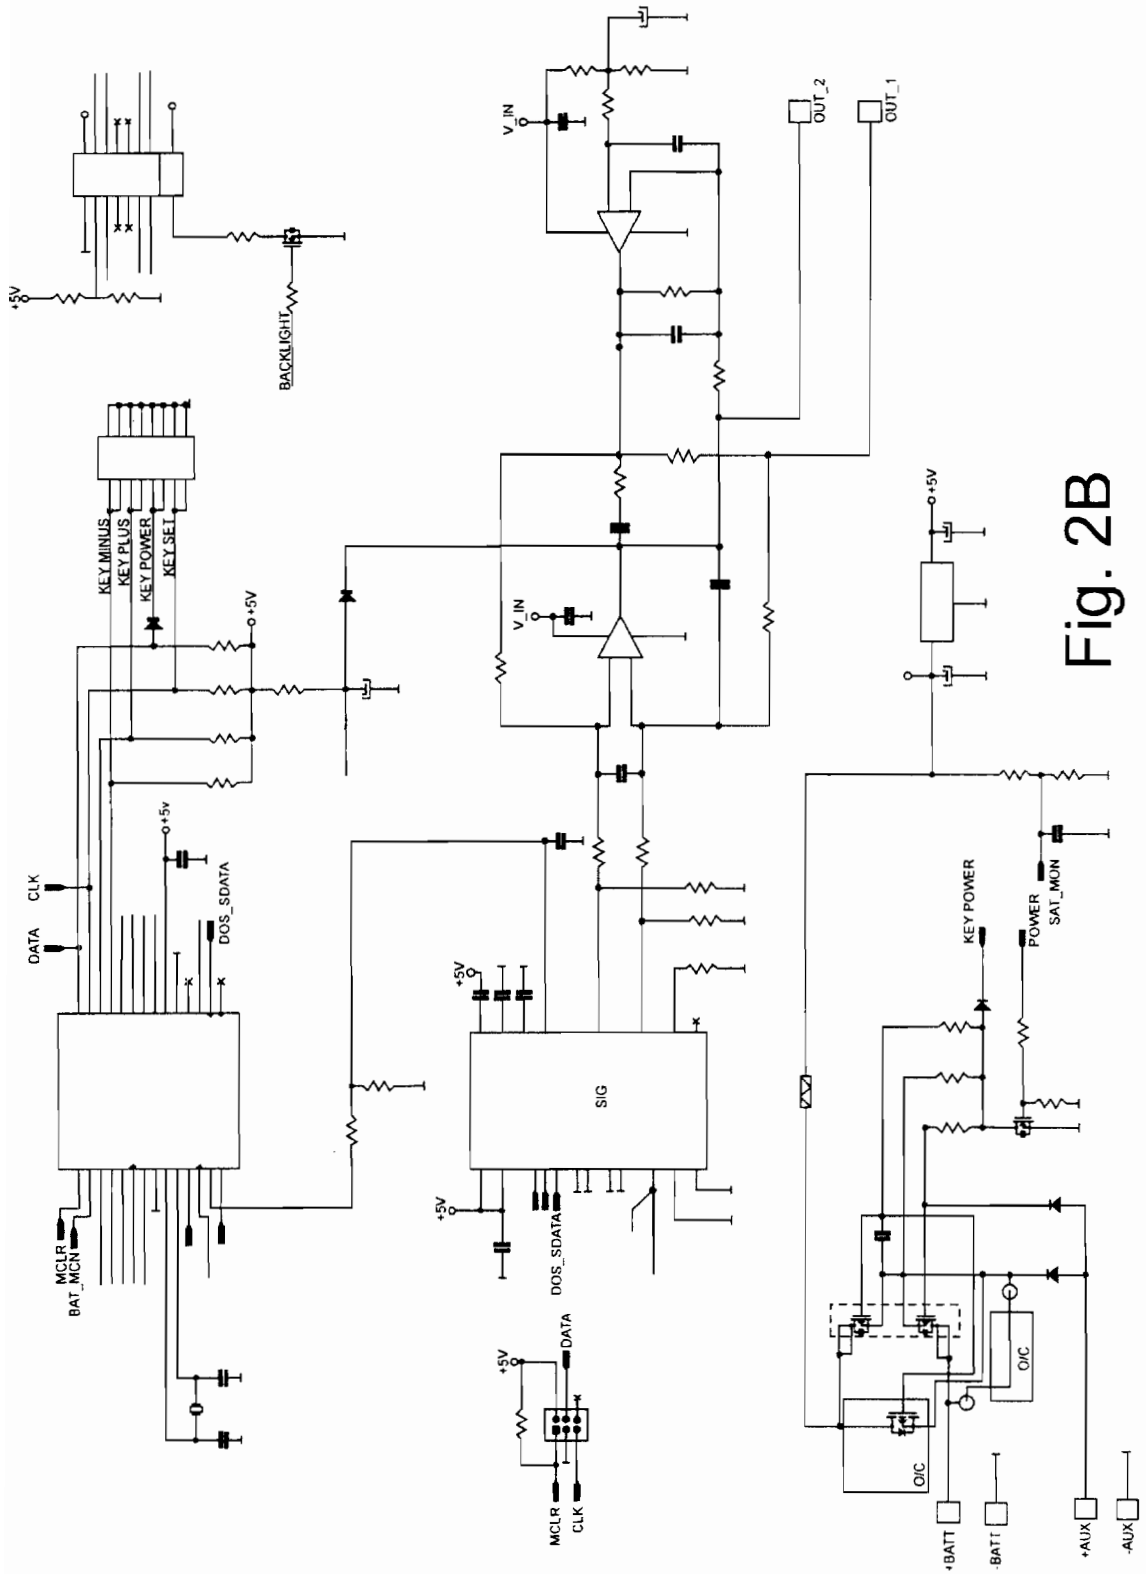 +5V
BACKLIGHT
V_IN
OUT_2
OUT_1
KEY MINUS
KEY PLUS
KEY POWER
KEY SET
+5V
V_IN
DATA
CLK
+5v
DOS_SDATA
MCLR
BAT_MCN
+5V
SIG
+5V
DOS_SDATA
+5V
DATA
MCLR
CLK
+5V
KEY POWER
POWER
SAT_MON
O/C
O/C
+BATT
-BATT
+AUX
-AUX
Fig. 2B